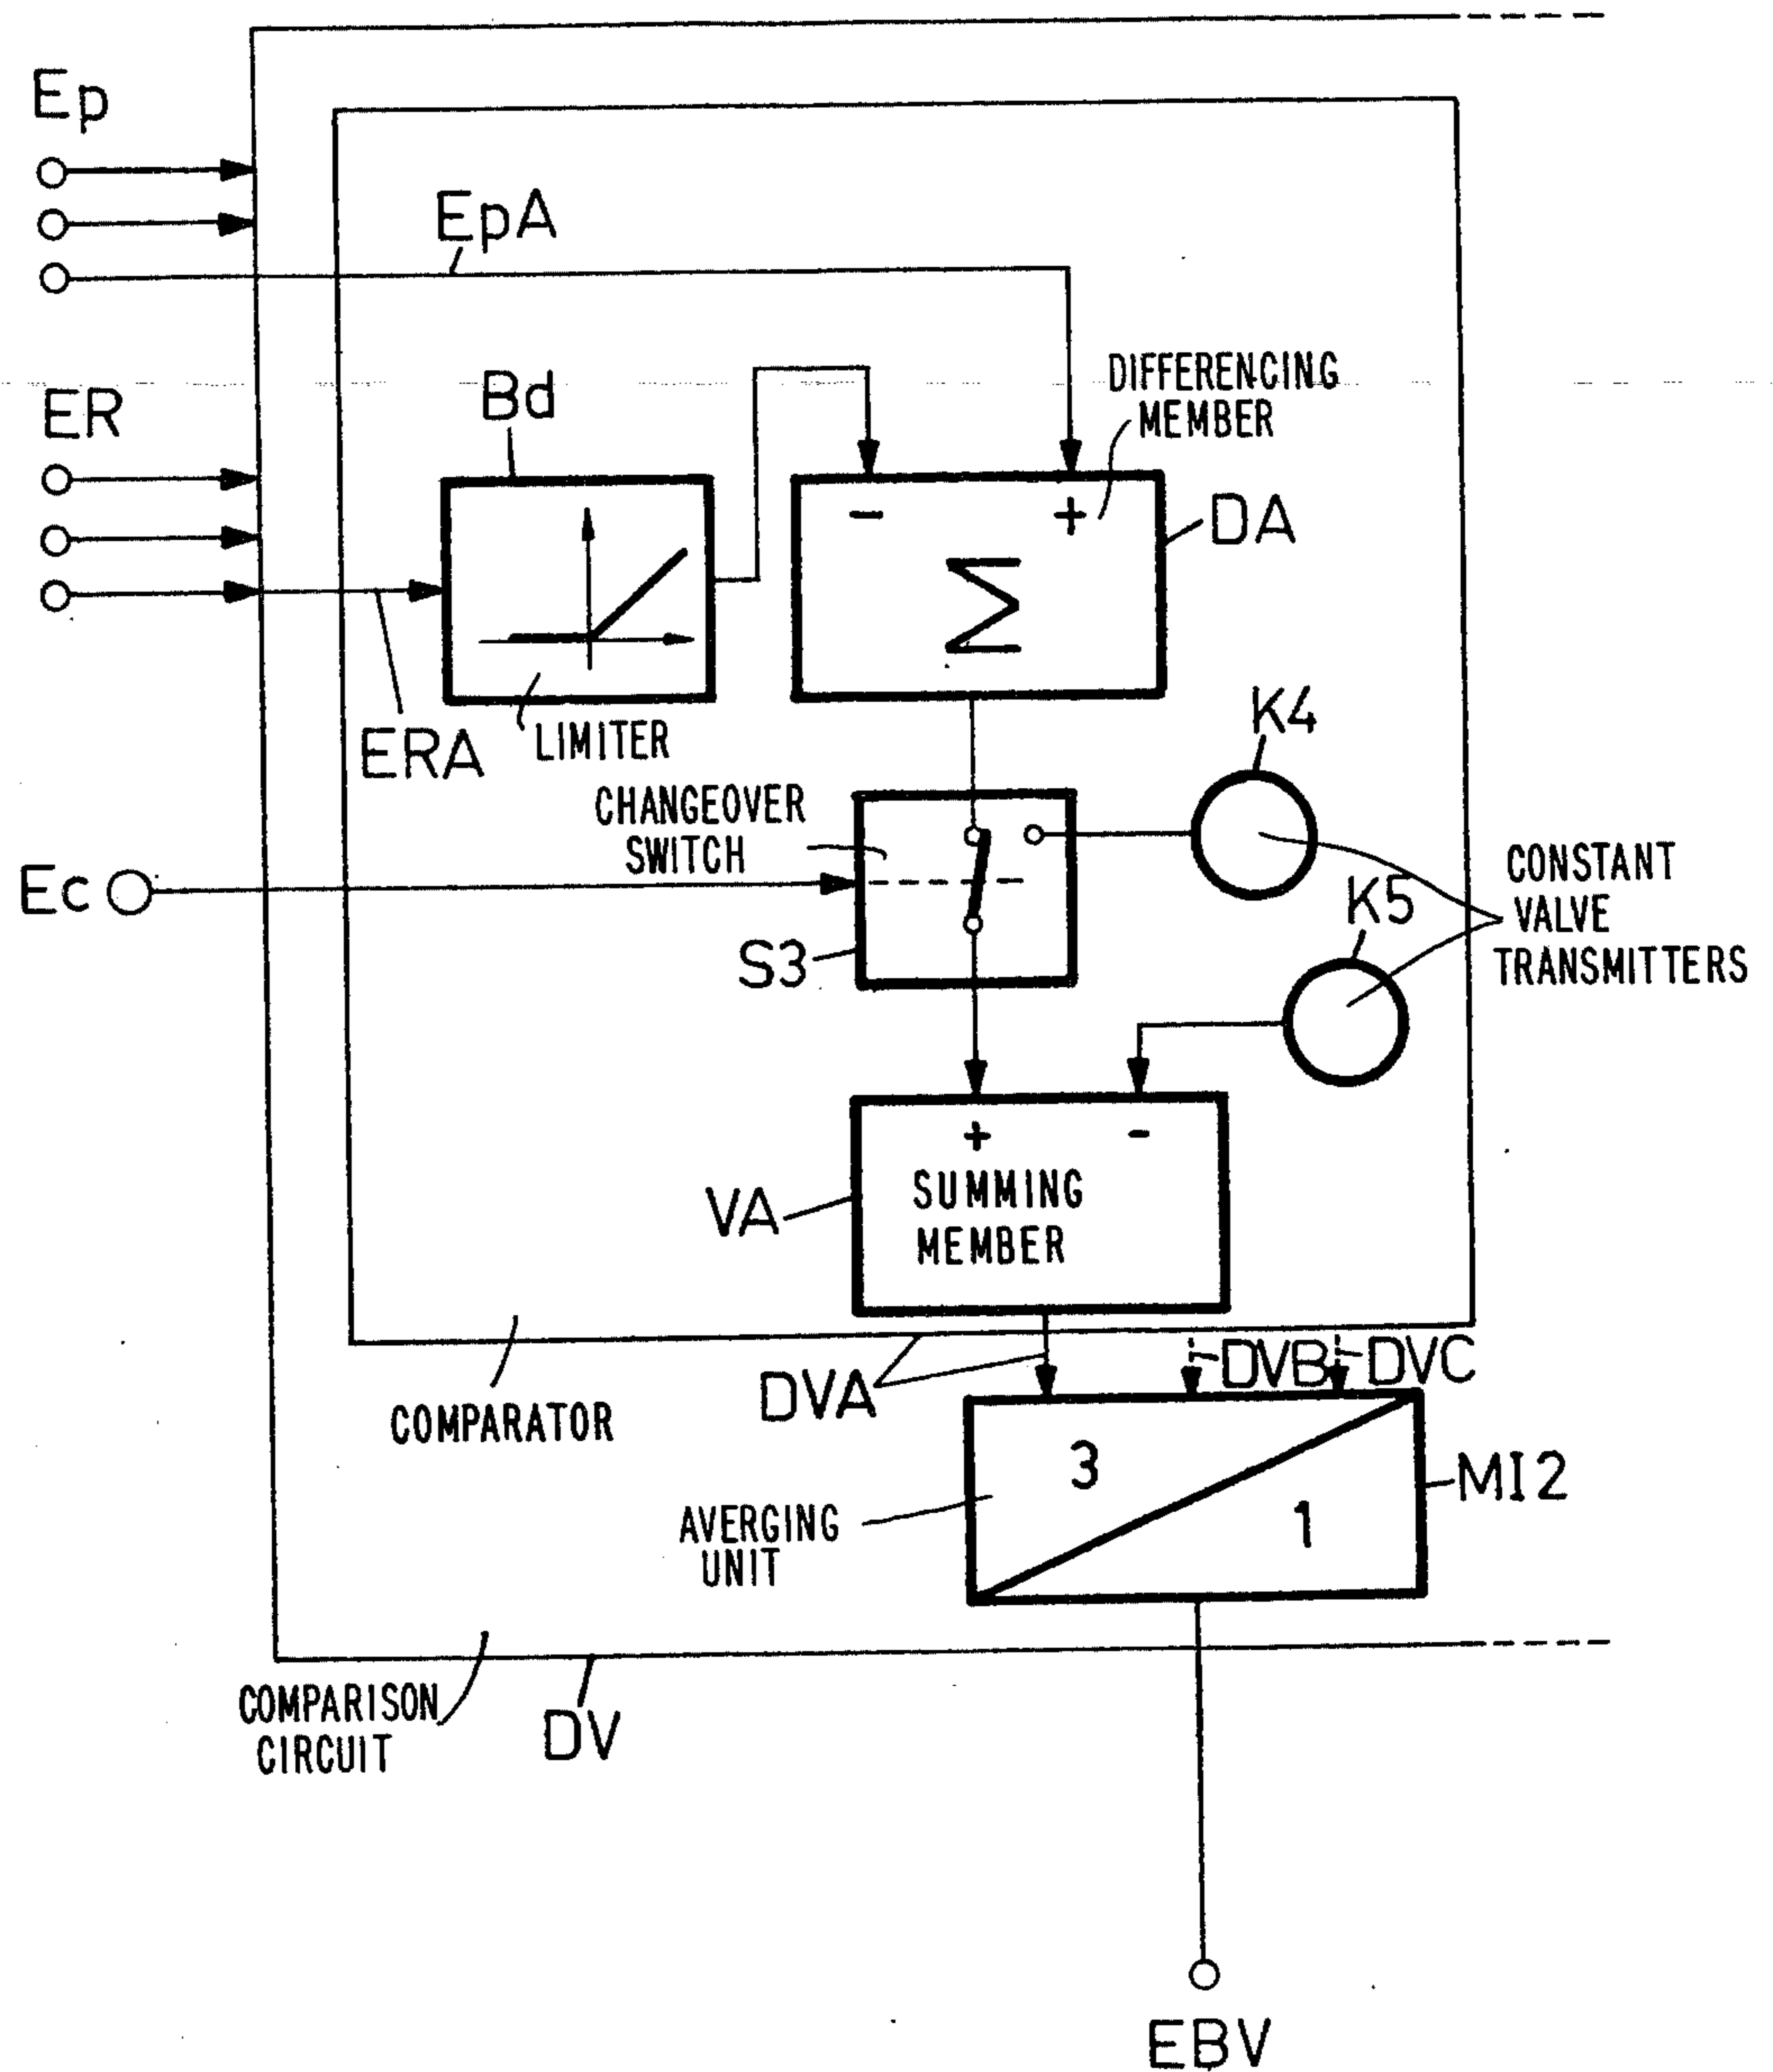 Ep
EpA
ER
Bd
DIFFERENCING
MEMBER
-
+
DA
Σ
ERA
LIMITER
K4
CHANGEOVER
SWITCH
Ec
S3
K5
CONSTANT
VALVE
TRANSMITTERS
+
-
VA
SUMMING
MEMBER
DVA
DVB
DVC
COMPARATOR
3
1
MI2
AVERGING
UNIT
COMPARISON
CIRCUIT
DV
EBV